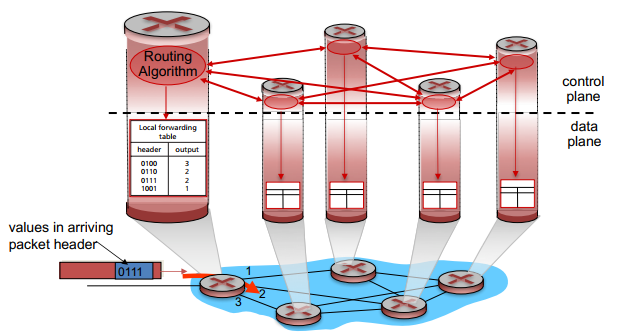 Routing
Algorithm
control
plane
data
plane
Local forwarding
table
header output
0100 3
0110 2
0111 2
1001 1
values in arriving
packet header
0111
1
2
3